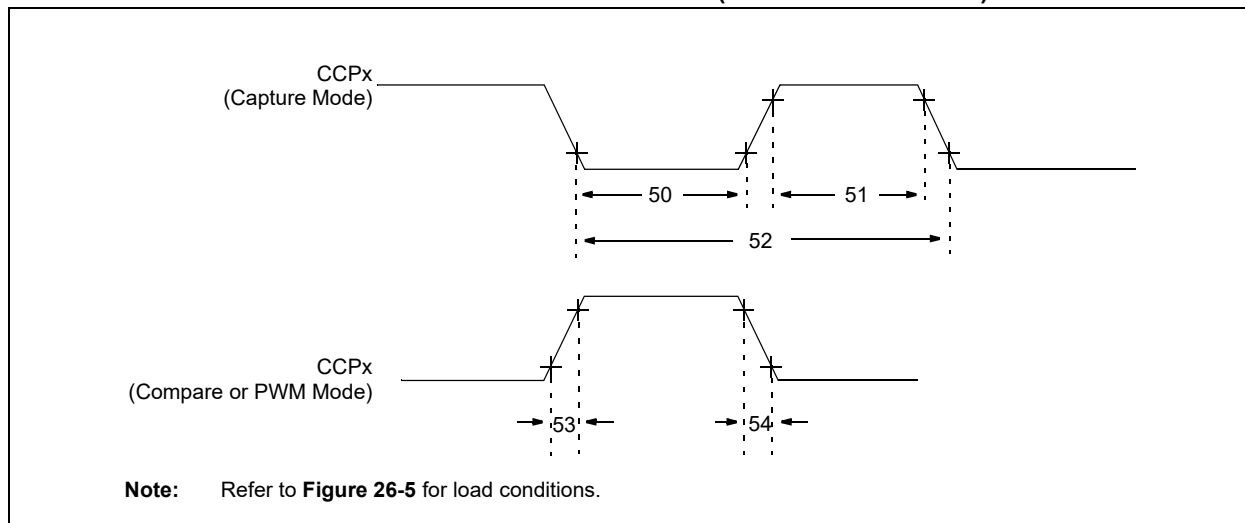 CCPx
(Capture Mode)
50
51
52
CCPx
(Compare or PWM Mode)
53
54
Note: Refer to Figure 26-5 for load conditions.